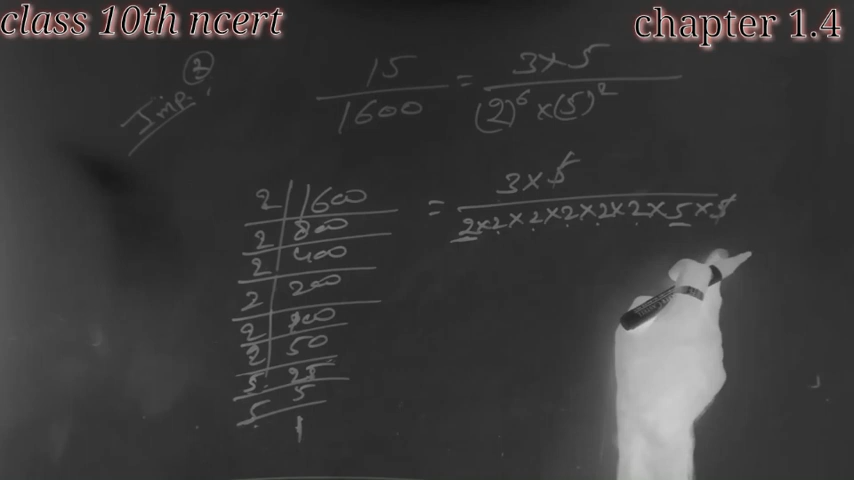 class 10th ncert
chapter 1.4
Imp.
15/1600 = 3×5/(2)⁶×(5)²
= 3×5/2×2×2×2×2×2×5×5
2 | 1600
2 | 800
2 | 400
2 | 200
2 | 100
2 | 50
5 | 25
5 | 5
1